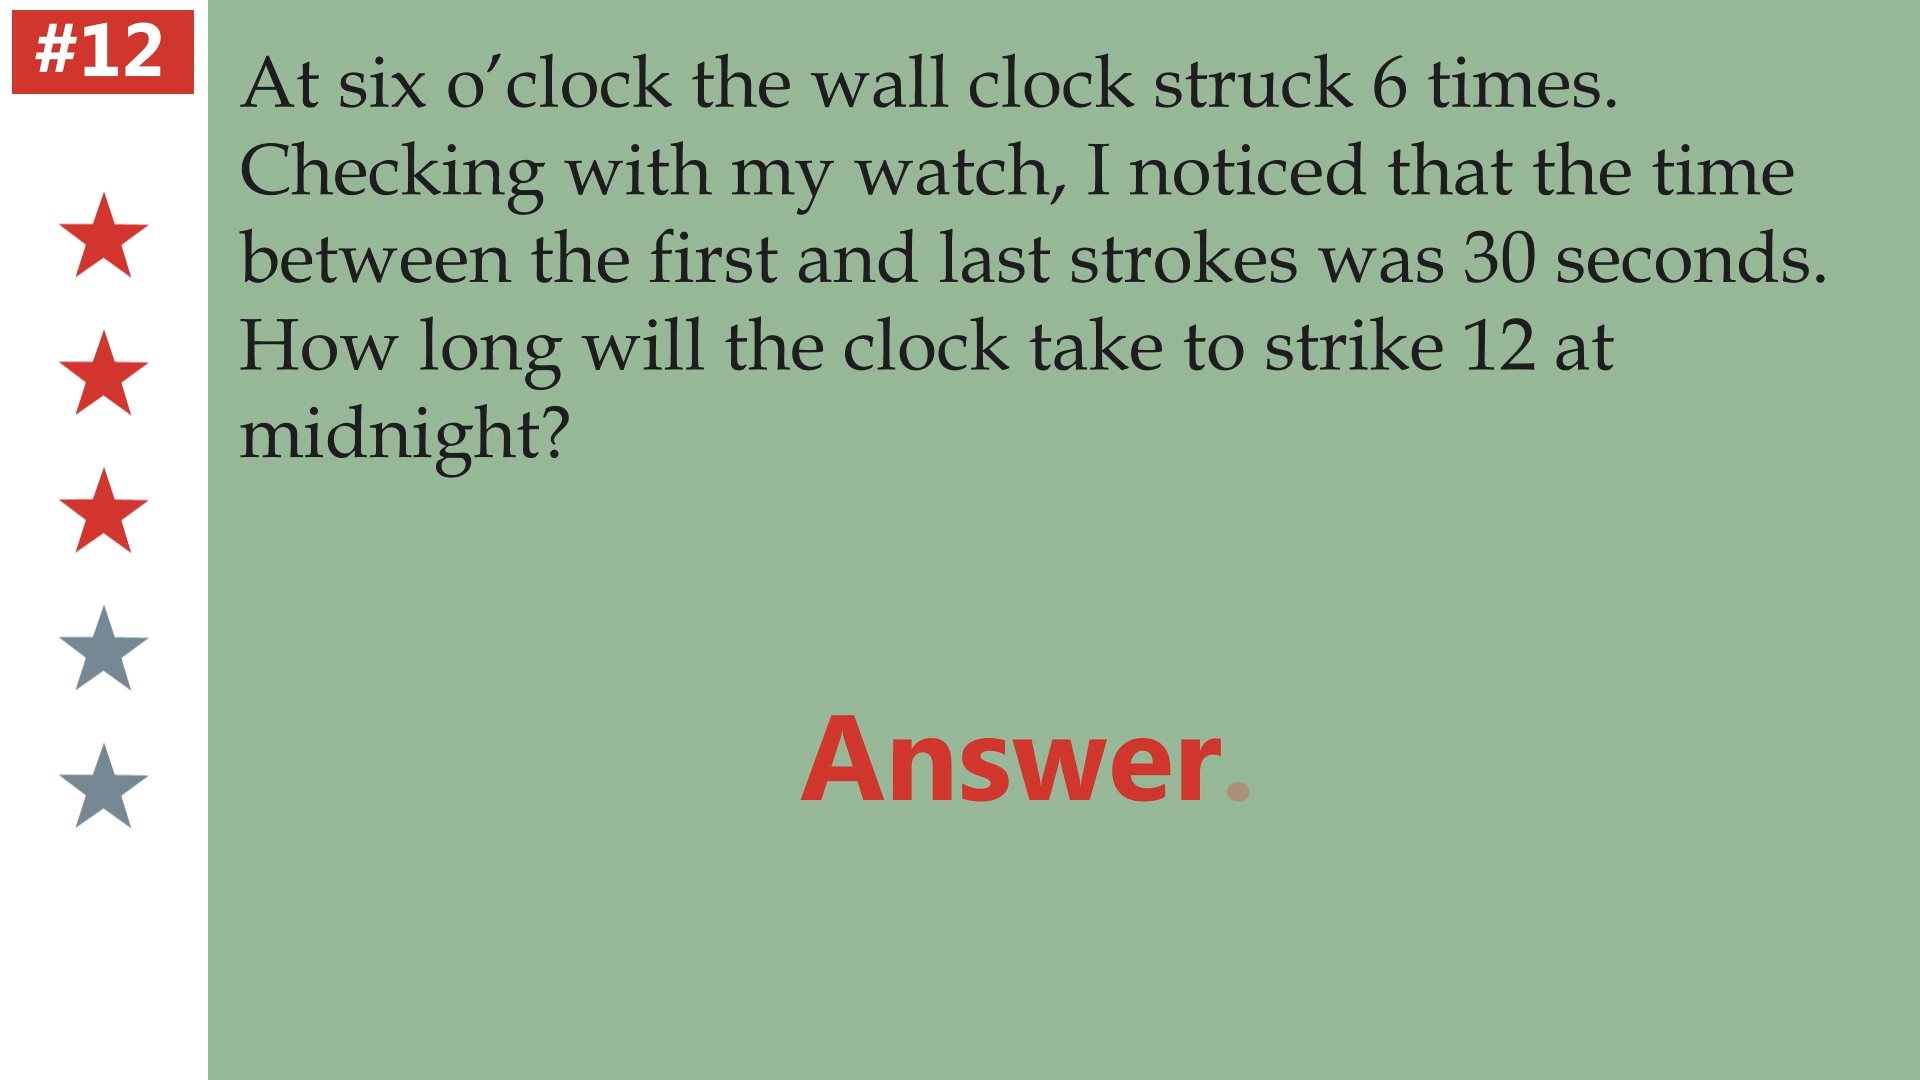 #12
At six o’clock the wall clock struck 6 times.
Checking with my watch, I noticed that the time
between the first and last strokes was 30 seconds.
How long will the clock take to strike 12 at
midnight?
Answer.